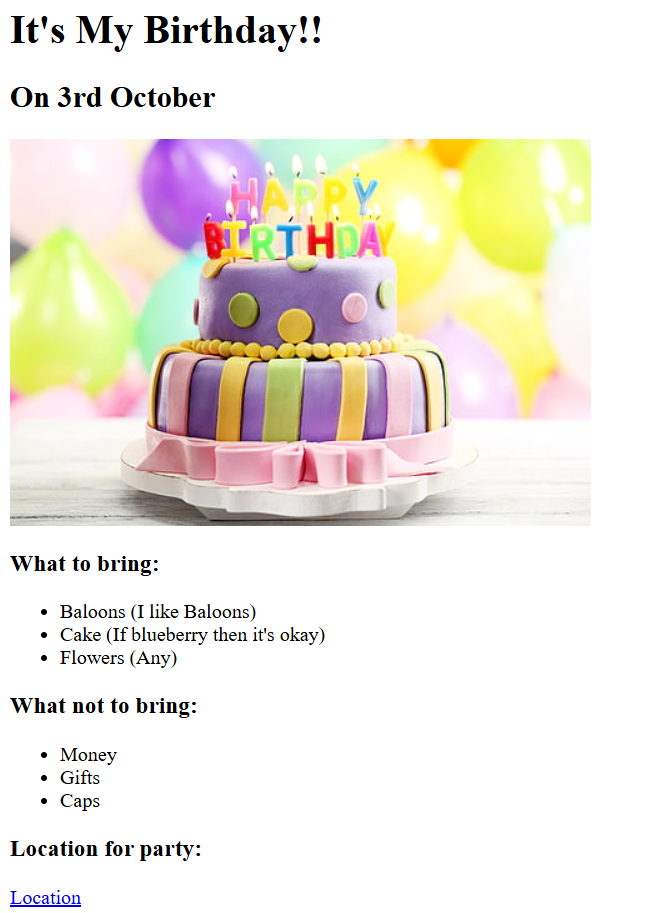 It's My Birthday!!
On 3rd October
HAPPY
BIRTHDAY
What to bring:
Baloons (I like Baloons)
Cake (If blueberry then it's okay)
Flowers (Any)
What not to bring:
Money
Gifts
Caps
Location for party:
Location